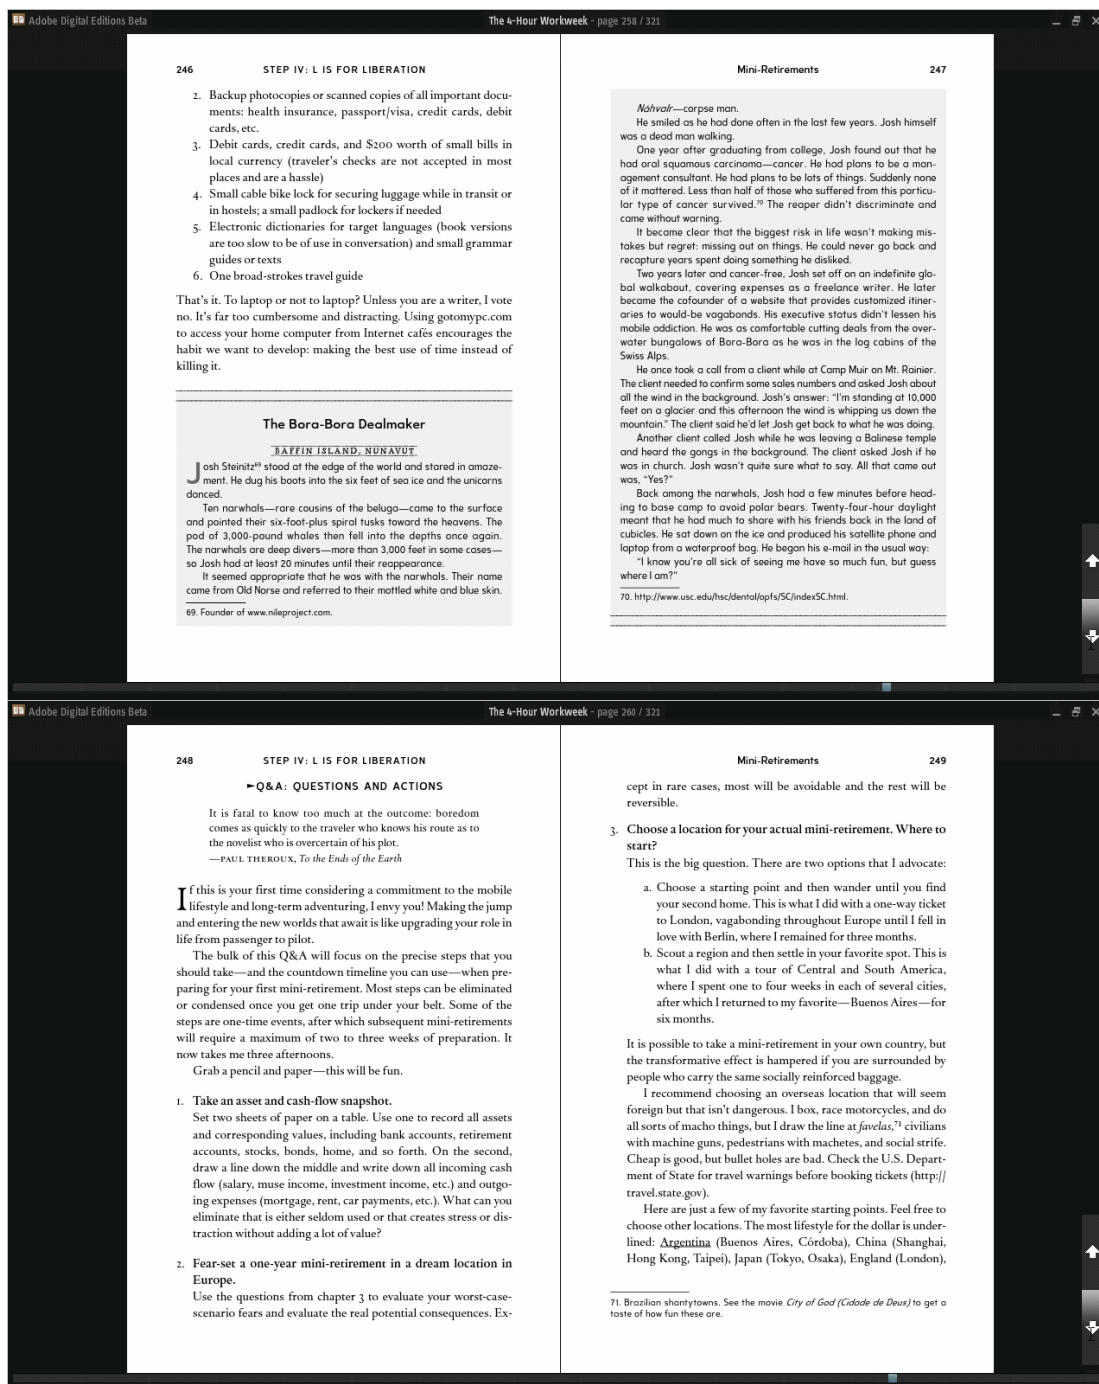 Adobe Digital Editions Beta
The 4-Hour Workweek - page 258 / 321
246 STEP IV: L IS FOR LIBERATION
2. Backup photocopies or scanned copies of all important docu-
ments: health insurance, passport/visa, credit cards, debit
cards, etc.
3. Debit cards, credit cards, and $200 worth of small bills in
local currency (traveler's checks are not accepted in most
places and are a hassle)
4. Small cable bike lock for securing luggage while in transit or
in hostels; a small padlock for lockers if needed
5. Electronic dictionaries for target languages (book versions
are too slow to be of use in conversation) and small grammar
guides or texts
6. One broad-strokes travel guide
That's it. To laptop or not to laptop? Unless you are a writer, I vote
no. It's far too cumbersome and distracting. Using gotomypc.com
to access your home computer from Internet cafés encourages the
habit we want to develop: making the best use of time instead of
killing it.
The Bora-Bora Dealmaker
BAFFIN ISLAND, NUNAVUT
Josh Steinitz69 stood at the edge of the world and stared in amaze-
ment. He dug his boots into the six feet of sea ice and the unicorns
danced.
Ten narwhals—rare cousins of the beluga—came to the surface
and pointed their six-foot-plus spiral tusks toward the heavens. The
pod of 3,000-pound whales then fell into the depths once again.
The narwhals are deep divers—more than 3,000 feet in some cases—
so Josh had at least 20 minutes until their reappearance.
It seemed appropriate that he was with the narwhals. Their name
came from Old Norse and referred to their mottled white and blue skin.
69. Founder of www.nileproject.com.
Mini-Retirements 247
Náhvalr—corpse man.
He smiled as he had done often in the last few years. Josh himself
was a dead man walking.
One year after graduating from college, Josh found out that he
had oral squamous carcinoma—cancer. He had plans to be a man-
agement consultant. He had plans to be lots of things. Suddenly none
of it mattered. Less than half of those who suffered from this particu-
lar type of cancer survived.70 The reaper didn't discriminate and
came without warning.
It became clear that the biggest risk in life wasn't making mis-
takes but regret: missing out on things. He could never go back and
recapture years spent doing something he disliked.
Two years later and cancer-free, Josh set off on an indefinite glo-
bal walkabout, covering expenses as a freelance writer. He later
became the cofounder of a website that provides customized itiner-
aries to would-be vagabonds. His executive status didn't lessen his
mobile addiction. He was as comfortable cutting deals from the over-
water bungalows of Bora-Bora as he was in the log cabins of the
Swiss Alps.
He once took a call from a client while at Camp Muir on Mt. Rainier.
The client needed to confirm some sales numbers and asked Josh about
all the wind in the background. Josh's answer: "I'm standing at 10,000
feet on a glacier and this afternoon the wind is whipping us down the
mountain." The client said he'd let Josh get back to what he was doing.
Another client called Josh while he was leaving a Balinese temple
and heard the gongs in the background. The client asked Josh if he
was in church. Josh wasn't quite sure what to say. All that came out
was, "Yes?"
Back among the narwhals, Josh had a few minutes before head-
ing to base camp to avoid polar bears. Twenty-four-hour daylight
meant that he had much to share with his friends back in the land of
cubicles. He sat down on the ice and produced his satellite phone and
laptop from a waterproof bag. He began his e-mail in the usual way:
"I know you're all sick of seeing me have so much fun, but guess
where I am?"
70. http://www.usc.edu/hsc/dental/opfs/SC/indexSC.html.
Adobe Digital Editions Beta
The 4-Hour Workweek - page 260 / 321
248 STEP IV: L IS FOR LIBERATION
►Q&A: QUESTIONS AND ACTIONS
It is fatal to know too much at the outcome: boredom
comes as quickly to the traveler who knows his route as to
the novelist who is overcertain of his plot.
—PAUL THEROUX, To the Ends of the Earth
If this is your first time considering a commitment to the mobile
lifestyle and long-term adventuring, I envy you! Making the jump
and entering the new worlds that await is like upgrading your role in
life from passenger to pilot.
The bulk of this Q&A will focus on the precise steps that you
should take—and the countdown timeline you can use—when pre-
paring for your first mini-retirement. Most steps can be eliminated
or condensed once you get one trip under your belt. Some of the
steps are one-time events, after which subsequent mini-retirements
will require a maximum of two to three weeks of preparation. It
now takes me three afternoons.
Grab a pencil and paper—this will be fun.
1. Take an asset and cash-flow snapshot.
Set two sheets of paper on a table. Use one to record all assets
and corresponding values, including bank accounts, retirement
accounts, stocks, bonds, home, and so forth. On the second,
draw a line down the middle and write down all incoming cash
flow (salary, muse income, investment income, etc.) and outgo-
ing expenses (mortgage, rent, car payments, etc.). What can you
eliminate that is either seldom used or that creates stress or dis-
traction without adding a lot of value?
2. Fear-set a one-year mini-retirement in a dream location in
Europe.
Use the questions from chapter 3 to evaluate your worst-case-
scenario fears and evaluate the real potential consequences. Ex-
Mini-Retirements 249
cept in rare cases, most will be avoidable and the rest will be
reversible.
3. Choose a location for your actual mini-retirement. Where to
start?
This is the big question. There are two options that I advocate:
a. Choose a starting point and then wander until you find
your second home. This is what I did with a one-way ticket
to London, vagabonding throughout Europe until I fell in
love with Berlin, where I remained for three months.
b. Scout a region and then settle in your favorite spot. This is
what I did with a tour of Central and South America,
where I spent one to four weeks in each of several cities,
after which I returned to my favorite—Buenos Aires—for
six months.
It is possible to take a mini-retirement in your own country, but
the transformative effect is hampered if you are surrounded by
people who carry the same socially reinforced baggage.
I recommend choosing an overseas location that will seem
foreign but that isn't dangerous. I box, race motorcycles, and do
all sorts of macho things, but I draw the line at favelas,71 civilians
with machine guns, pedestrians with machetes, and social strife.
Cheap is good, but bullet holes are bad. Check the U.S. Depart-
ment of State for travel warnings before booking tickets (http://
travel.state.gov).
Here are just a few of my favorite starting points. Feel free to
choose other locations. The most lifestyle for the dollar is under-
lined: Argentina (Buenos Aires, Córdoba), China (Shanghai,
Hong Kong, Taipei), Japan (Tokyo, Osaka), England (London),
71. Brazilian shantytowns. See the movie City of God (Cidade de Deus) to get a
taste of how fun these are.